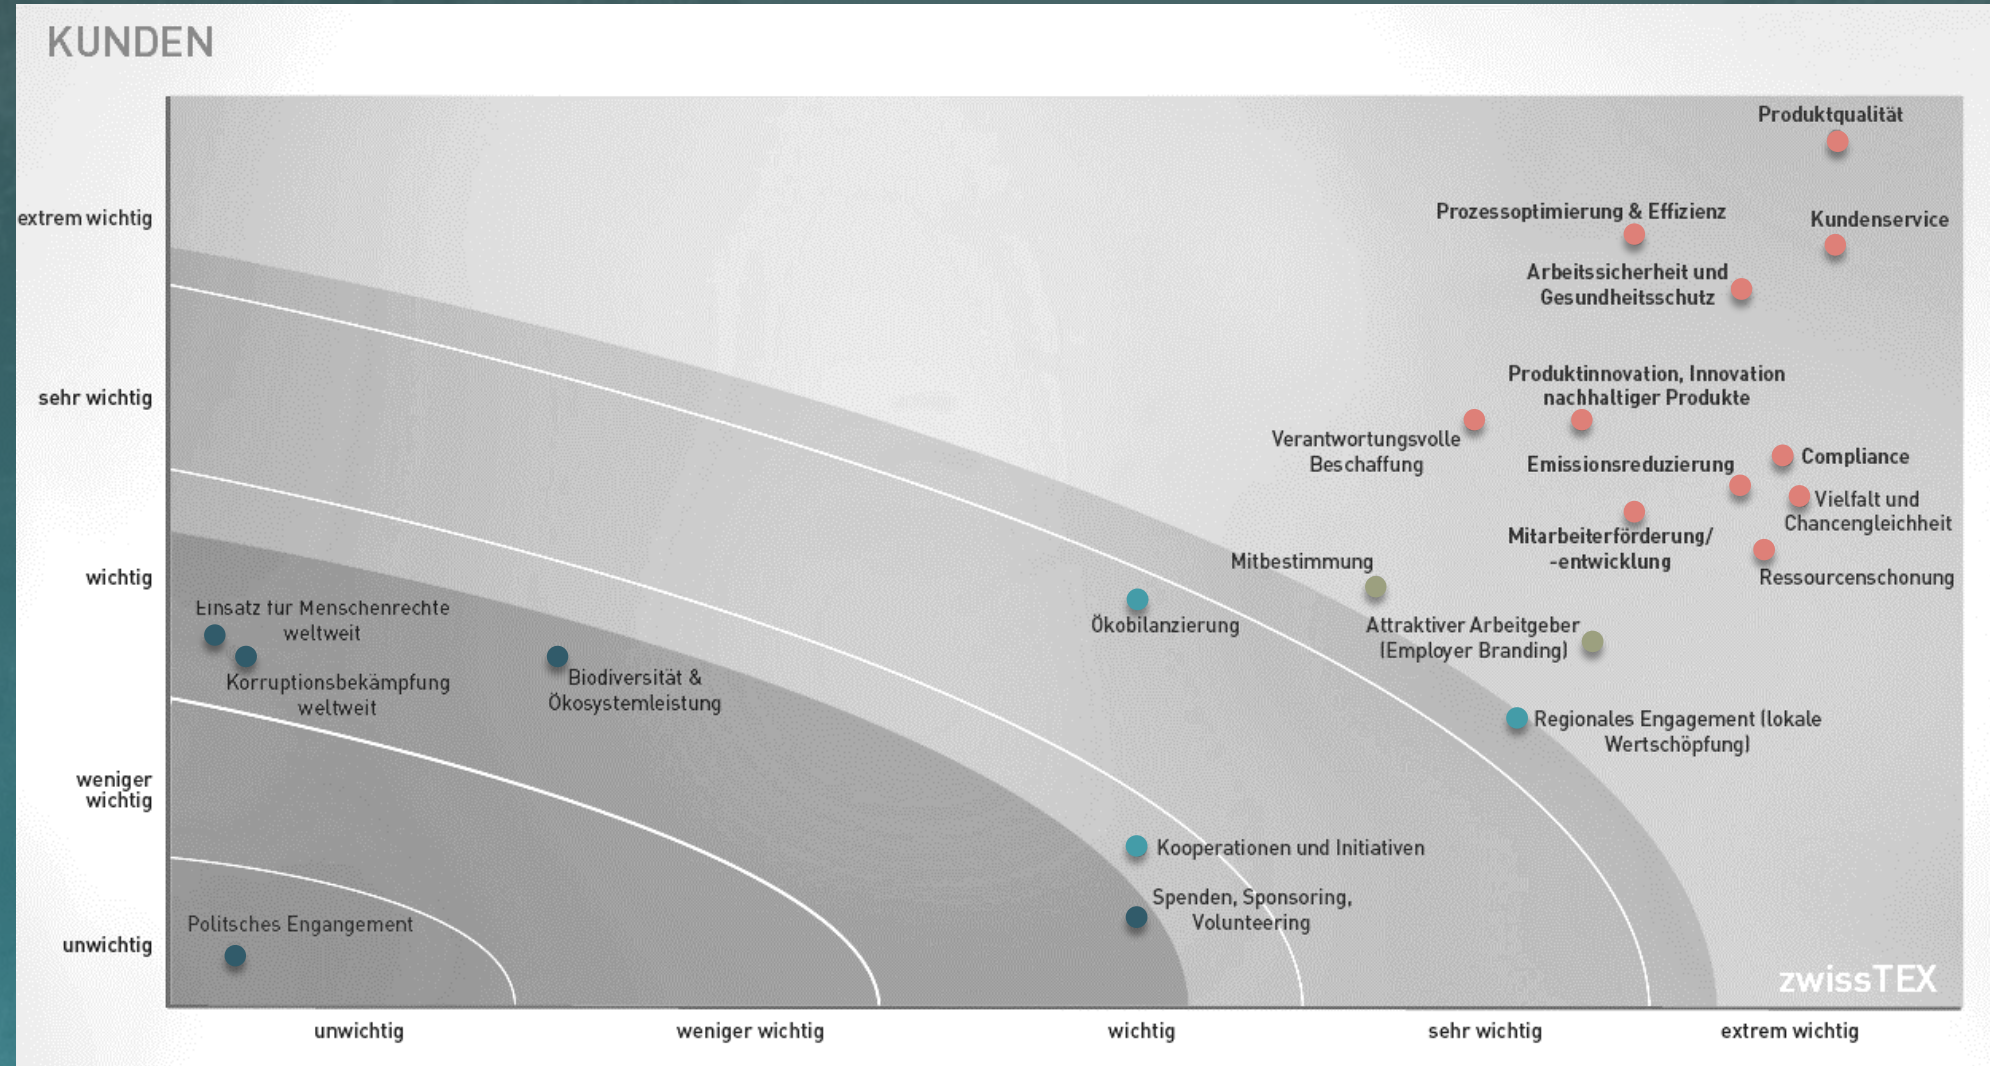 KUNDEN
Produktqualität
extrem wichtig
Prozessoptimierung & Effizienz
Kundenservice
Arbeitssicherheit und
Gesundheitsschutz
sehr wichtig
Produktinnovation, Innovation
nachhaltiger Produkte
Verantwortungsvolle
Beschaffung
Emissionsreduzierung
Compliance
Vielfalt und
Chancengleichheit
Mitarbeiterförderung/
-entwicklung
Mitbestimmung
Ressourcenschonung
wichtig
Einsatz fur Menschenrechte
weltweit
Ökobilanzierung
Attraktiver Arbeitgeber
(Employer Branding)
Korruptionsbekämpfung
weltweit
Biodiversität &
Ökosystemleistung
Regionales Engagement (lokale
Wertschöpfung)
weniger
wichtig
Kooperationen und Initiativen
Spenden, Sponsoring,
Volunteering
Politsches Engangement
unwichtig
zwissTEX
unwichtig
weniger wichtig
wichtig
sehr wichtig
extrem wichtig